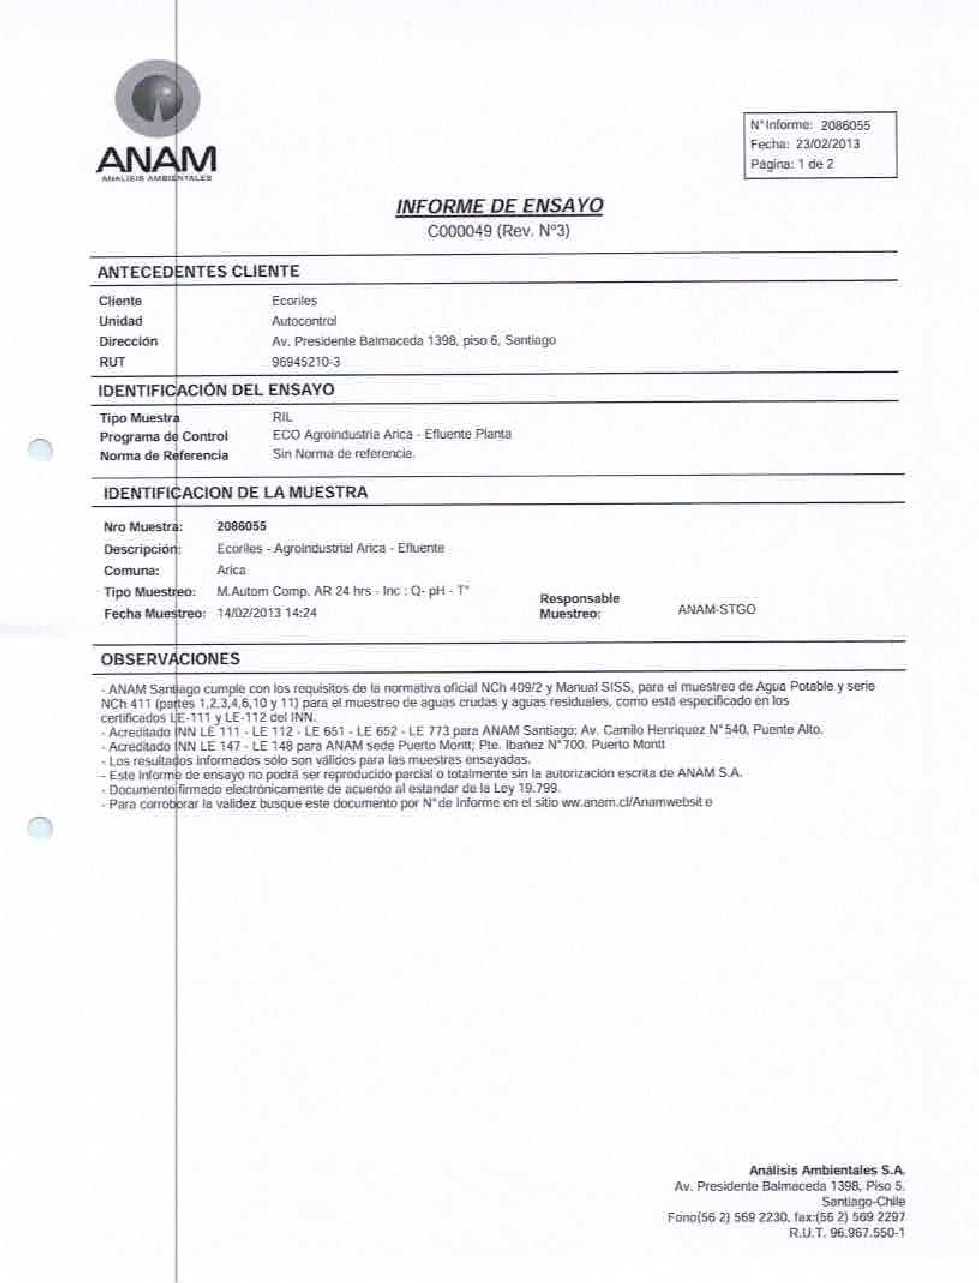 ANAM
ANALISIS AMBIENTALES
N° Informe: 2086055
Fecha: 23/02/2013
Página: 1 de 2
INFORME DE ENSAYO
C000049 (Rev. Nº3)
ANTECEDENTES CLIENTE
Cliente Ecoriles
Unidad Autocontrol
Dirección Av. Presidente Balmaceda 1398, piso 6, Santiago
RUT 96945210-3
IDENTIFICACIÓN DEL ENSAYO
Tipo Muestra RIL
Programa de Control ECO Agroindustria Arica - Efluente Planta
Norma de Referencia Sin Norma de referencia.
IDENTIFICACION DE LA MUESTRA
Nro Muestra: 2086055
Descripción: Ecoriles - Agroindustrial Arica - Efluente
Comuna: Arica
Tipo Muestreo: M.Autom Comp. AR 24 hrs - Inc : Q- pH - T°
Fecha Muestreo: 14/02/2013 14:24 Responsable Muestreo: ANAM-STGO
OBSERVACIONES
- ANAM Santiago cumple con los requisitos de la normativa oficial NCh 409/2 y Manual SISS, para el muestreo de Agua Potable y serie
NCh 411 (partes 1,2,3,4,6,10 y 11) para el muestreo de aguas crudas y aguas residuales, como está especificado en los
certificados LE-111 y LE-112 del INN.
- Acreditado INN LE 111 - LE 112 - LE 651 - LE 652 - LE 773 para ANAM Santiago: Av. Camilo Henriquez N°540, Puente Alto.
- Acreditado INN LE 147 - LE 148 para ANAM sede Puerto Montt; Pte. Ibañez N°700, Puerto Montt
- Los resultados informados sólo son válidos para las muestras ensayadas.
- Este informe de ensayo no podrá ser reproducido parcial o totalmente sin la autorización escrita de ANAM S.A.
- Documento firmado electrónicamente de acuerdo al estandar de la Ley 19.799.
- Para corroborar la validez busque este documento por N° de Informe en el sitio ww.anam.cl/Anamwebsit e
Análisis Ambientales S.A.
Av. Presidente Balmaceda 1398, Piso 5.
Santiago-Chile
Fono(56 2) 569 2230, fax:(56 2) 569 2297
R.U.T. 96.967.550-1